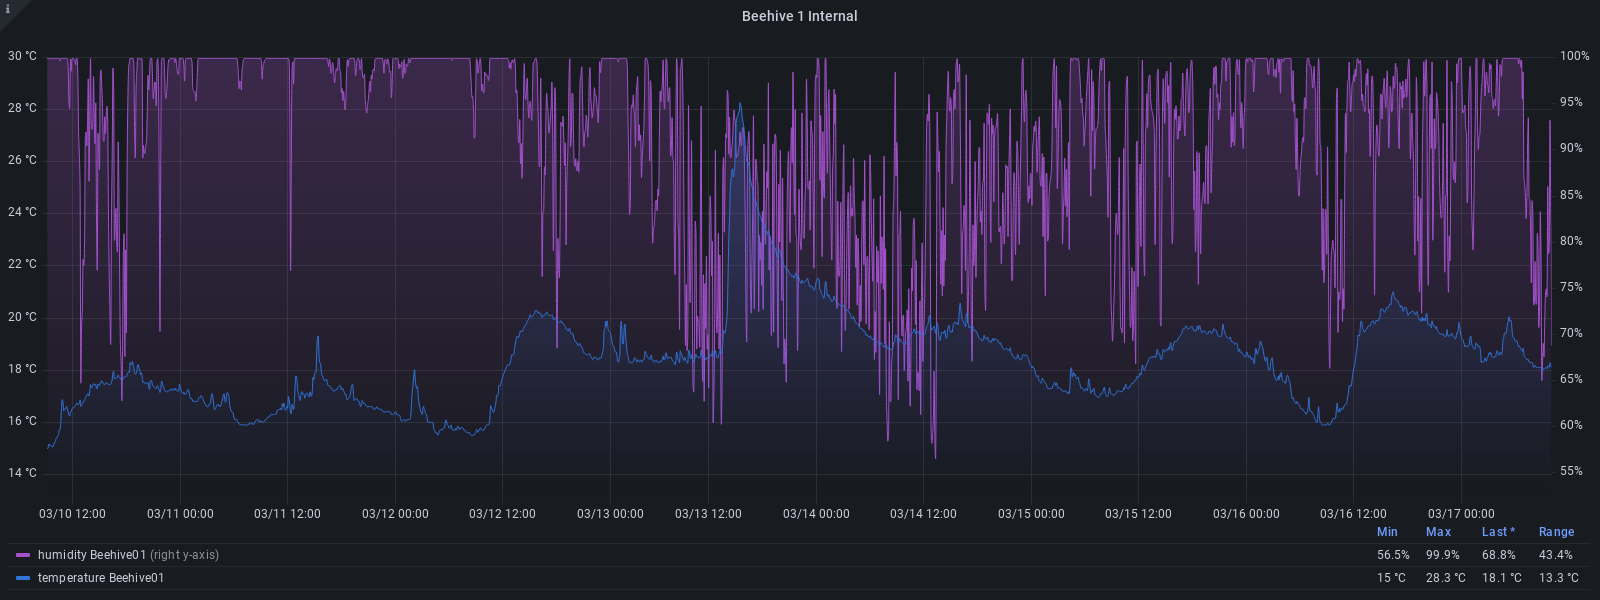 i
Beehive 1 Internal
30 °C 100%
28 °C 95%
26 °C 90%
24 °C 85%
22 °C 80%
20 °C 75%
18 °C 70%
16 °C 65%
14 °C 60%
55%
03/10 12:00 03/11 00:00 03/11 12:00 03/12 00:00 03/12 12:00 03/13 00:00 03/13 12:00 03/14 00:00 03/14 12:00 03/15 00:00 03/15 12:00 03/16 00:00 03/16 12:00 03/17 00:00
Min Max Last * Range
humidity Beehive01 (right y-axis) 56.5% 99.9% 68.8% 43.4%
temperature Beehive01 15 °C 28.3 °C 18.1 °C 13.3 °C